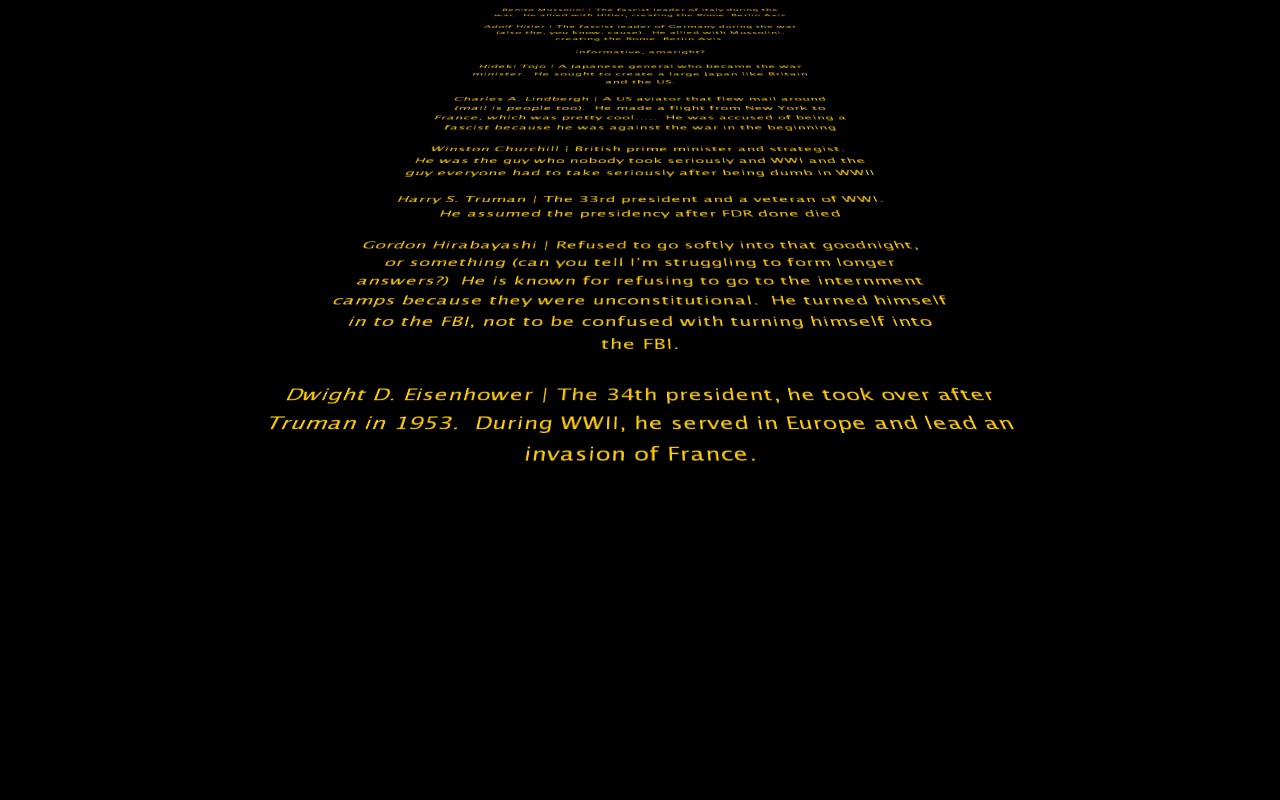 Benito Mussolini | The fascist leader of Italy during the
war. He allied with Hitler, creating the Rome Berlin Axis
Adolf Hitler | The fascist leader of Germany during the war
(also the, you know, cause). He allied with Mussolini,
creating the Rome Berlin Axis
informative, amaright?
Hideki Tojo | A Japanese general who became the war
minister. He sought to create a large Japan like Britain
and the US.
Charles A. Lindbergh | A US aviator that flew mail around
(mail is people too). He made a flight from New York to
France, which was pretty cool..... He was accused of being a
fascist because he was against the war in the beginning
Winston Churchill | British prime minister and strategist.
He was the guy who nobody took seriously and WWI and the
guy everyone had to take seriously after being dumb in WWII
Harry S. Truman | The 33rd president and a veteran of WWI.
He assumed the presidency after FDR done died
Gordon Hirabayashi | Refused to go softly into that goodnight,
or something (can you tell I'm struggling to form longer
answers?) He is known for refusing to go to the internment
camps because they were unconstitutional. He turned himself
in to the FBI, not to be confused with turning himself into
the FBI.
Dwight D. Eisenhower | The 34th president, he took over after
Truman in 1953. During WWII, he served in Europe and lead an
invasion of France.